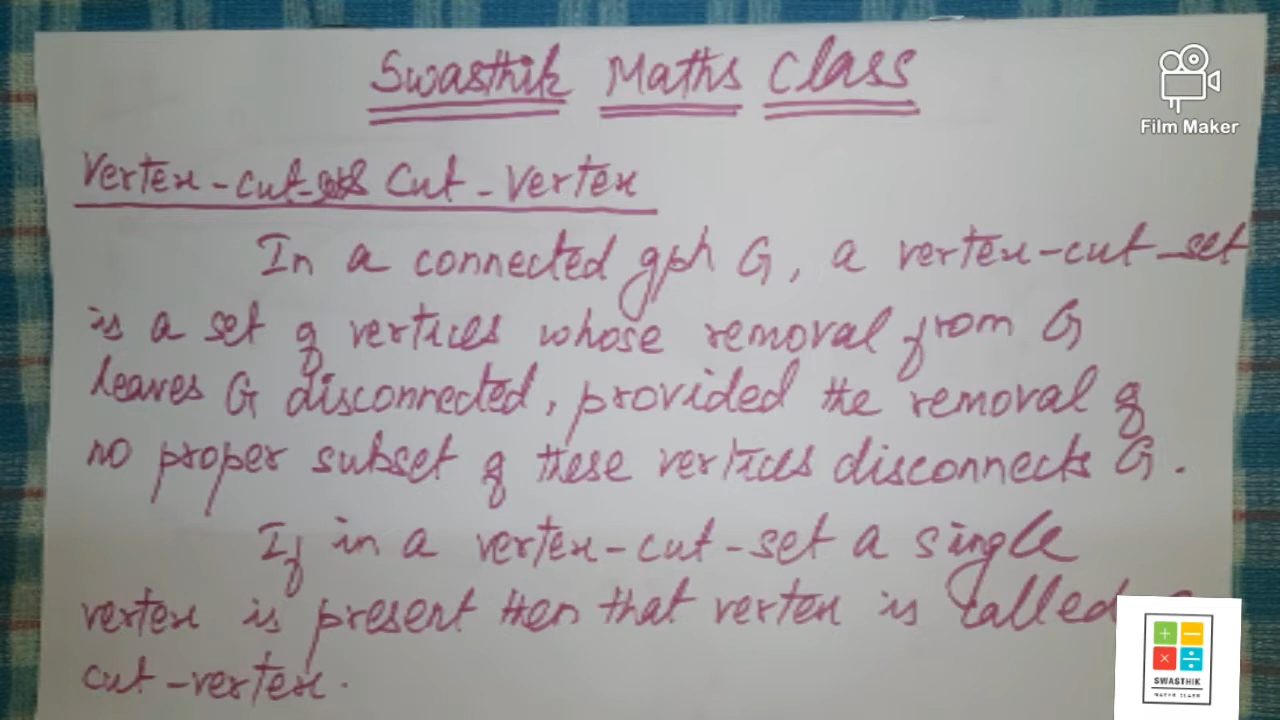 Swasthik Maths Class
Film Maker
Vertex-cut-set Cut-Vertex
In a connected gph G, a vertex-cut-set
is a set of vertices whose removal from G
leaves G disconnected, provided the removal of
no proper subset of these vertices disconnects G.
If in a vertex-cut-set a single
vertex is present then that vertex is called
cut-vertex.
SWASTHIK
MATHS CLASS